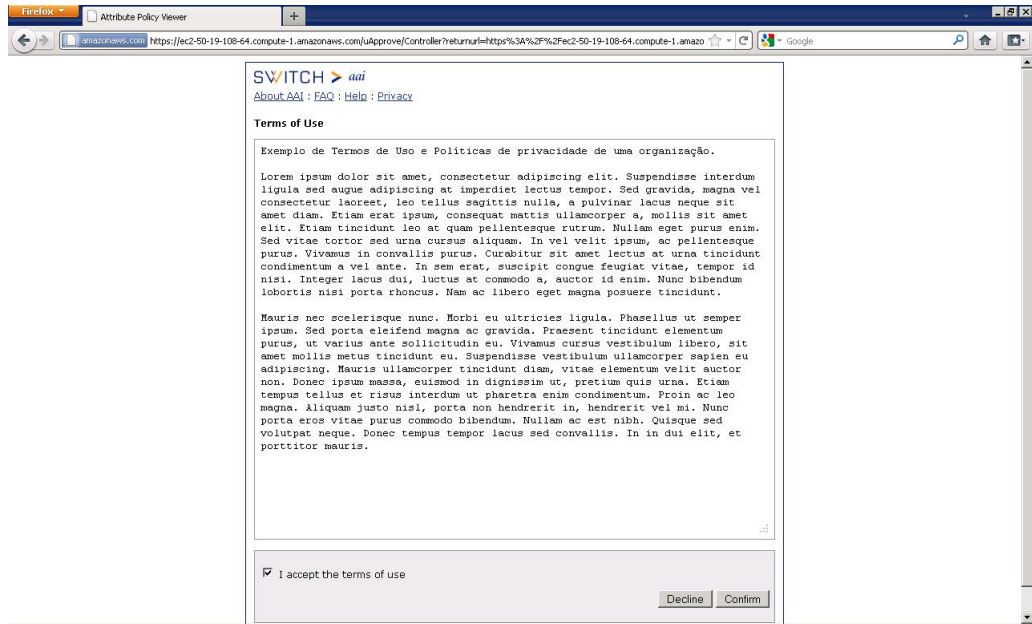 Firefox
Attribute Policy Viewer
+
amazonaws.com https://ec2-50-19-108-64.compute-1.amazonaws.com/uApprove/Controller?returnurl=https%3A%2F%2Fec2-50-19-108-64.compute-1.amazo
Google
SWITCH > aai
About AAI : FAQ : Help : Privacy
Terms of Use
Exemplo de Termos de Uso e Políticas de privacidade de uma organização.
Lorem ipsum dolor sit amet, consectetur adipiscing elit. Suspendisse interdum
ligula sed augue adipiscing at imperdiet lectus tempor. Sed gravida, magna vel
consectetur laoreet, leo tellus sagittis nulla, a pulvinar lacus neque sit
amet diam. Etiam erat ipsum, consequat mattis ullamcorper a, mollis sit amet
elit. Etiam tincidunt leo at quam pellentesque rutrum. Nullam eget purus enim.
Sed vitae tortor sed urna cursus aliquam. In vel velit ipsum, ac pellentesque
purus. Vivamus in convallis purus. Curabitur sit amet lectus at urna tincidunt
condimentum a vel ante. In sem erat, suscipit congue feugiat vitae, tempor id
nisi. Integer lacus dui, luctus at commodo a, auctor id enim. Nunc bibendum
lobortis nisi porta rhoncus. Nam ac libero eget magna posuere tincidunt.
Mauris nec scelerisque nunc. Morbi eu ultricies ligula. Phasellus ut semper
ipsum. Sed porta eleifend magna ac gravida. Praesent tincidunt elementum
purus, ut varius ante sollicitudin eu. Vivamus cursus vestibulum libero, sit
amet mollis metus tincidunt eu. Suspendisse vestibulum ullamcorper sapien eu
adipiscing. Mauris ullamcorper tincidunt diam, vitae elementum velit auctor
non. Donec ipsum massa, euismod in dignissim ut, pretium quis urna. Etiam
tempus tellus et risus interdum ut pharetra enim condimentum. Proin ac leo
magna. Aliquam justo nisl, porta non hendrerit in, hendrerit vel mi. Nunc
porta eros vitae purus commodo bibendum. Nullam ac est nibh. Quisque sed
volutpat neque. Donec tempus tempor lacus sed convallis. In in dui elit, et
porttitor mauris.
I accept the terms of use
Decline Confirm